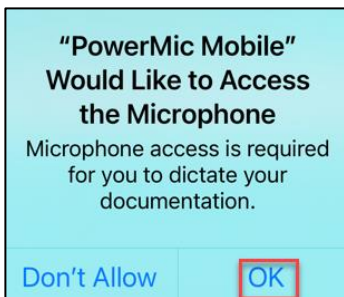 “PowerMic Mobile”
Would Like to Access
the Microphone
Microphone access is required
for you to dictate your
documentation.
Don’t Allow
OK